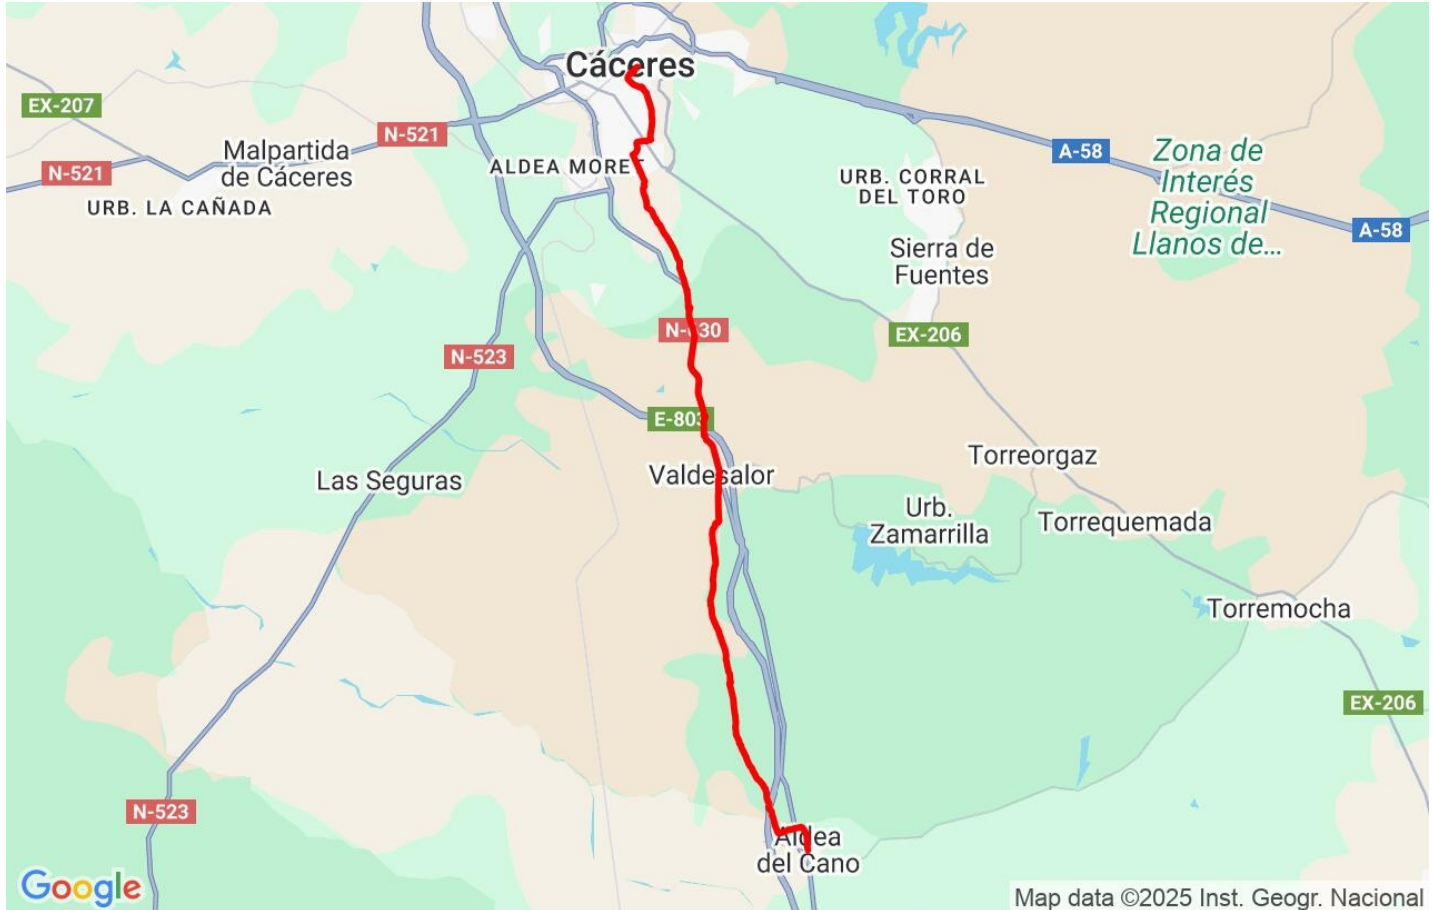 Cáceres
EX-207
N-521
Malpartida
de Cáceres
N-521
ALDEA MORET
URB. LA CAÑADA
A-58
URB. CORRAL
DEL TORO
Zona de
Interés
Regional
Llanos de...
A-58
Sierra de
Fuentes
N-630
EX-206
N-523
E-803
Valdesalor
Las Seguras
Torreorgaz
Urb.
Zamarrilla
Torrequemada
Torremocha
EX-206
N-523
Aldea
del Cano
Google
Map data ©2025 Inst. Geogr. Nacional